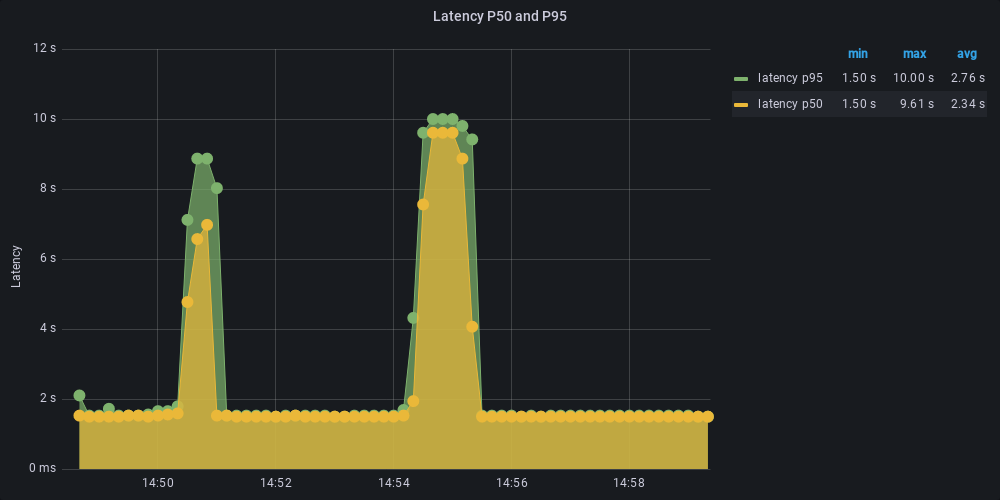 Latency P50 and P95
12 s
10 s
8 s
6 s
4 s
2 s
0 ms
Latency
14:50 14:52 14:54 14:56 14:58
min max avg
latency p95 1.50 s 10.00 s 2.76 s
latency p50 1.50 s 9.61 s 2.34 s